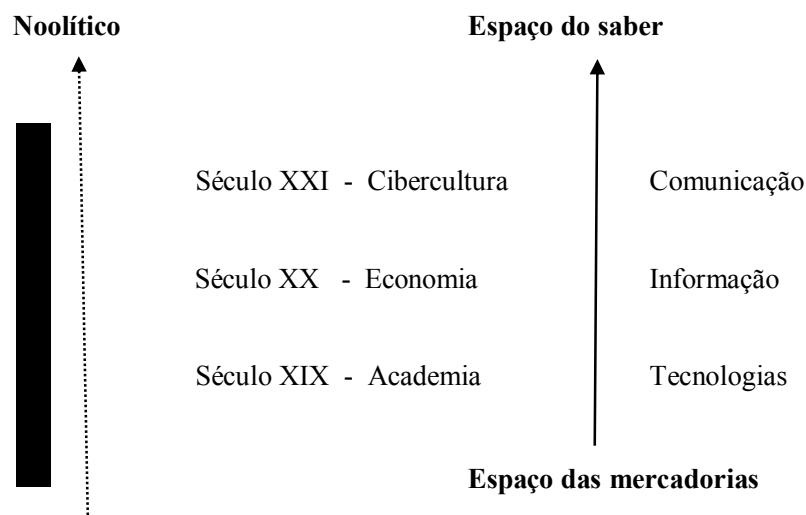 Noolítico Espaço do saber
Século XXI - Cibercultura Comunicação
Século XX - Economia Informação
Século XIX - Academia Tecnologias
Espaço das mercadorias